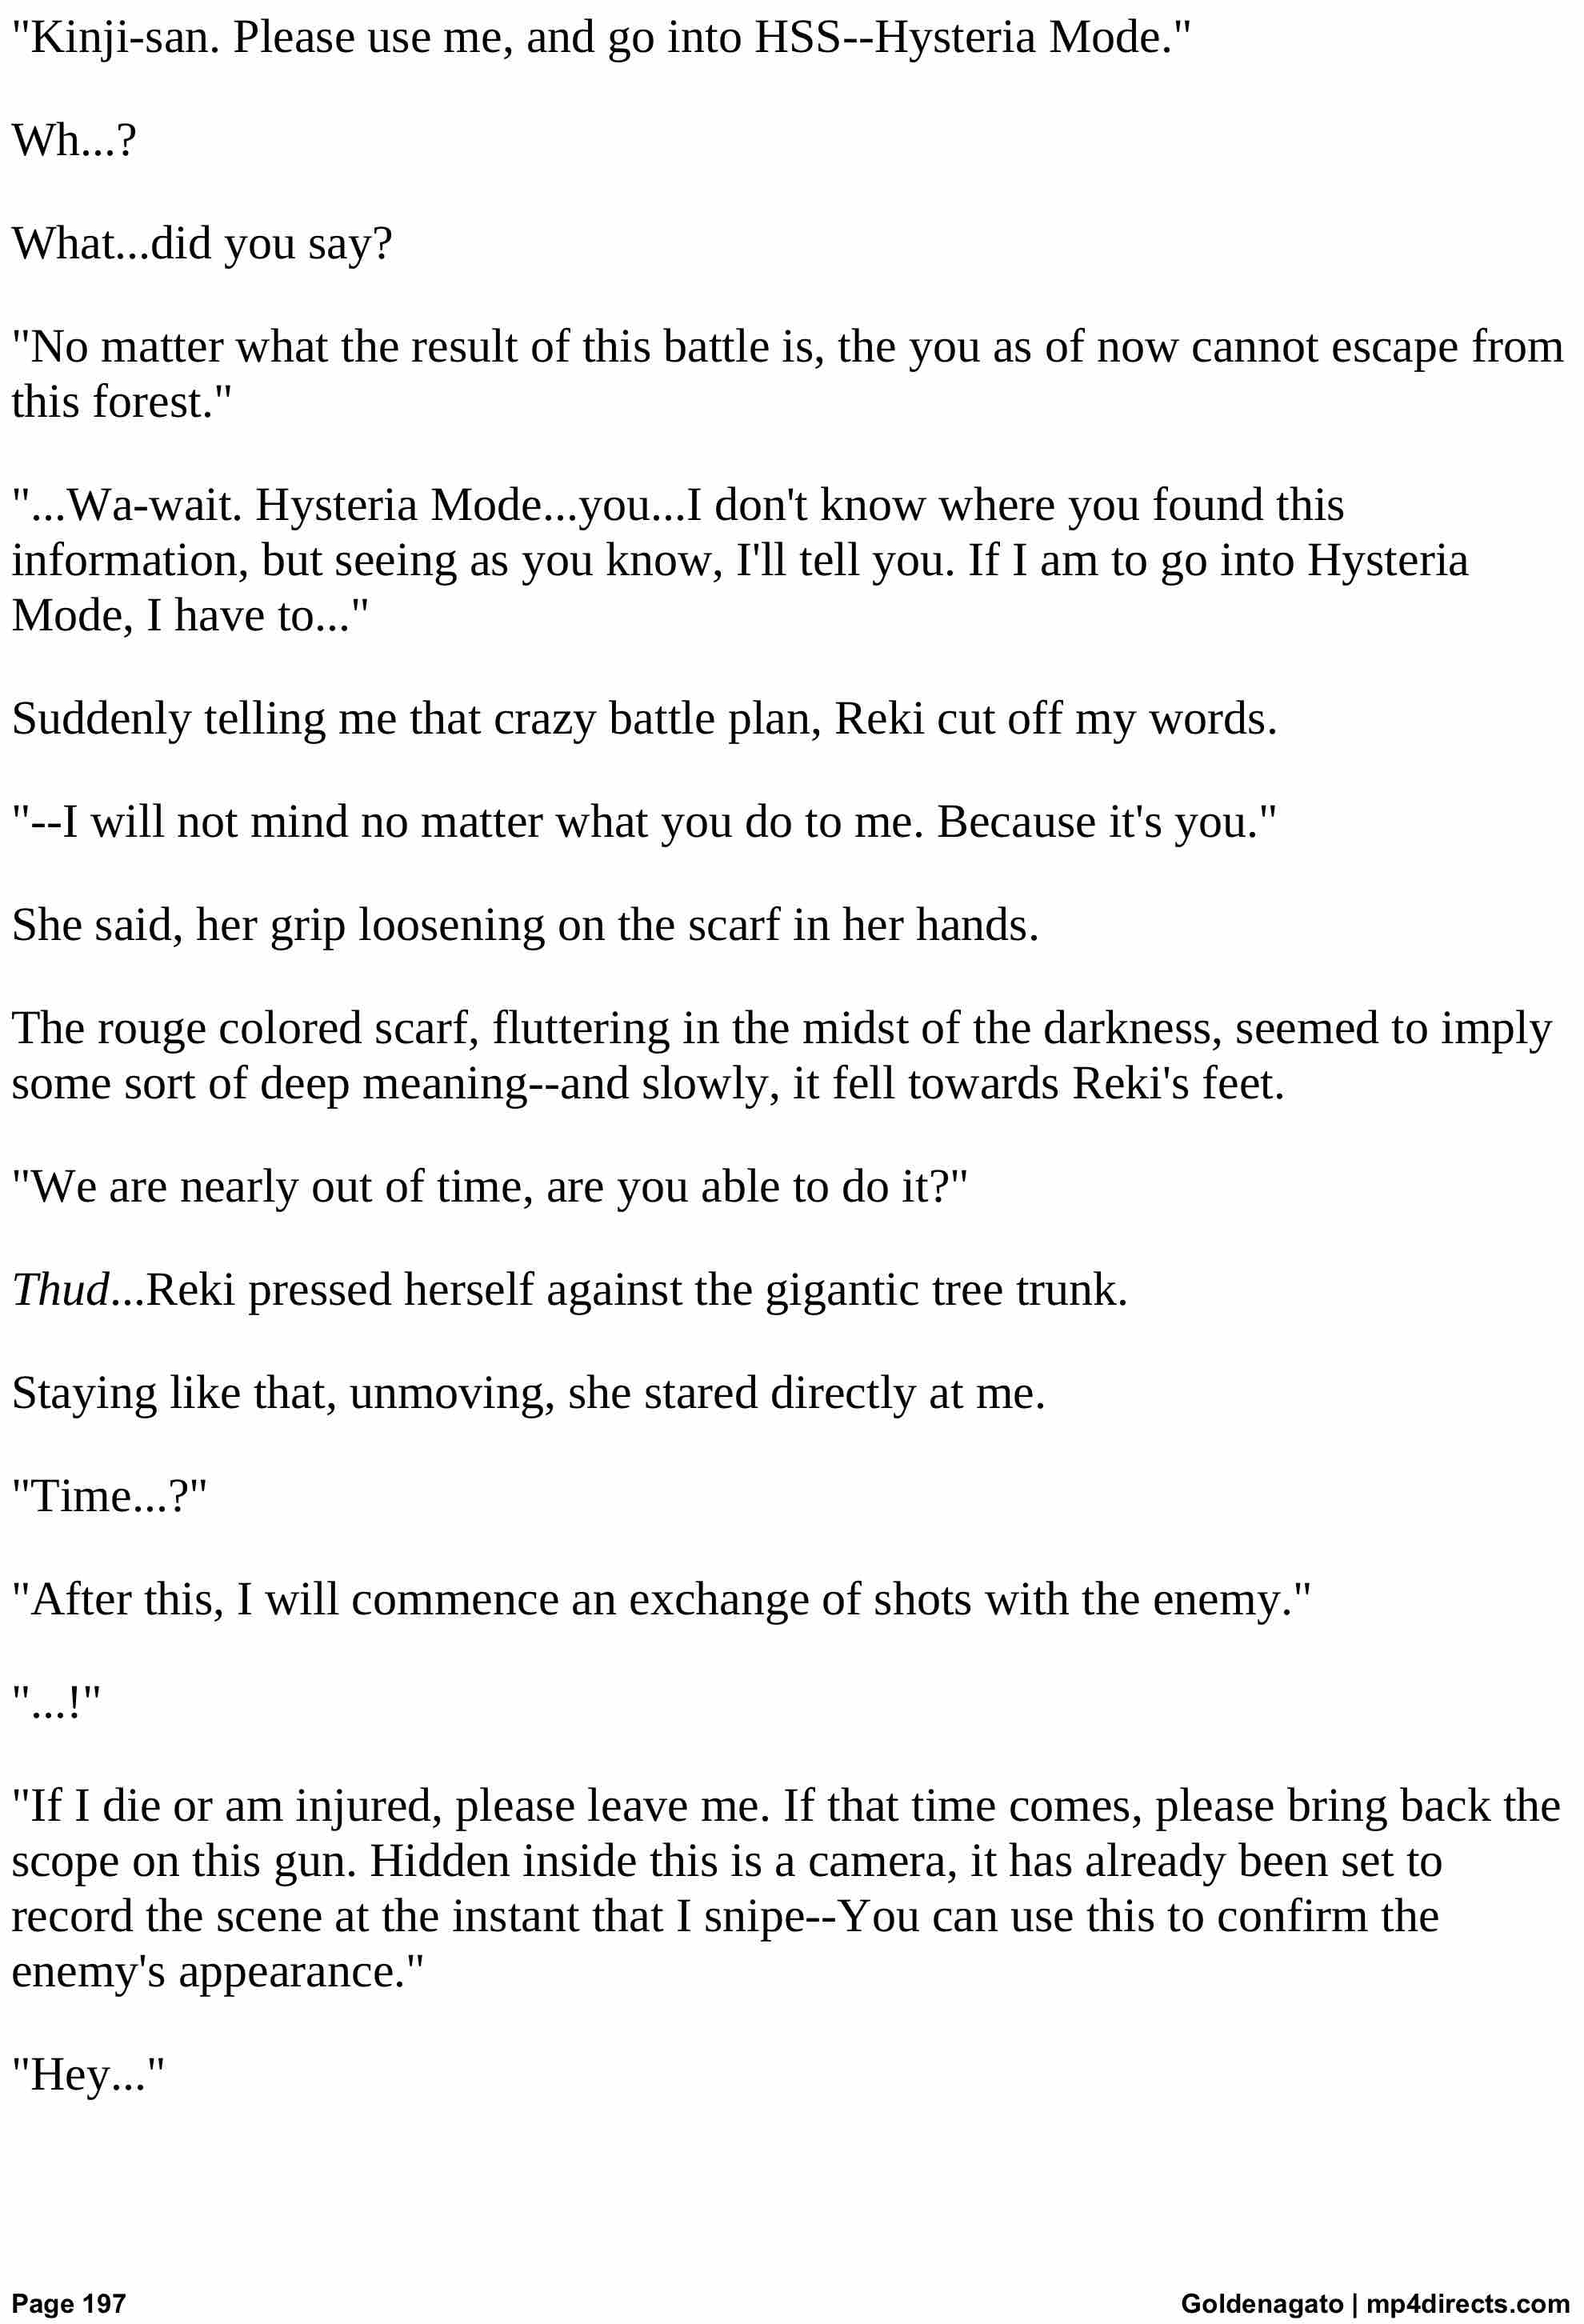 "Kinji-san. Please use me, and go into HSS--Hysteria Mode."
Wh...?
What...did you say?
"No matter what the result of this battle is, the you as of now cannot escape from
this forest."
"...Wa-wait. Hysteria Mode...you...I don't know where you found this
information, but seeing as you know, I'll tell you. If I am to go into Hysteria
Mode, I have to..."
Suddenly telling me that crazy battle plan, Reki cut off my words.
"--I will not mind no matter what you do to me. Because it's you."
She said, her grip loosening on the scarf in her hands.
The rouge colored scarf, fluttering in the midst of the darkness, seemed to imply
some sort of deep meaning--and slowly, it fell towards Reki's feet.
"We are nearly out of time, are you able to do it?"
Thud...Reki pressed herself against the gigantic tree trunk.
Staying like that, unmoving, she stared directly at me.
"Time...?"
"After this, I will commence an exchange of shots with the enemy."
"...!"
"If I die or am injured, please leave me. If that time comes, please bring back the
scope on this gun. Hidden inside this is a camera, it has already been set to
record the scene at the instant that I snipe--You can use this to confirm the
enemy's appearance."
"Hey..."
Page 197
Goldenagato | mp4directs.com